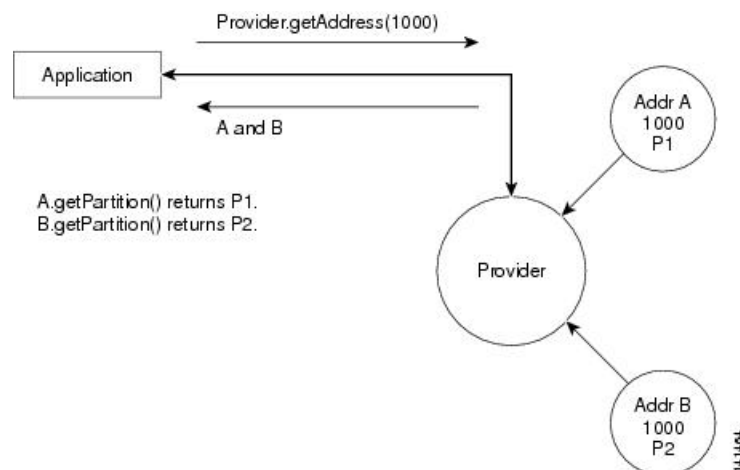 Provider.getAddress(1000)
Application
A and B
Addr A
1000
P1
A.getPartition() returns P1.
B.getPartition() returns P2.
Provider
Addr B
1000
P2